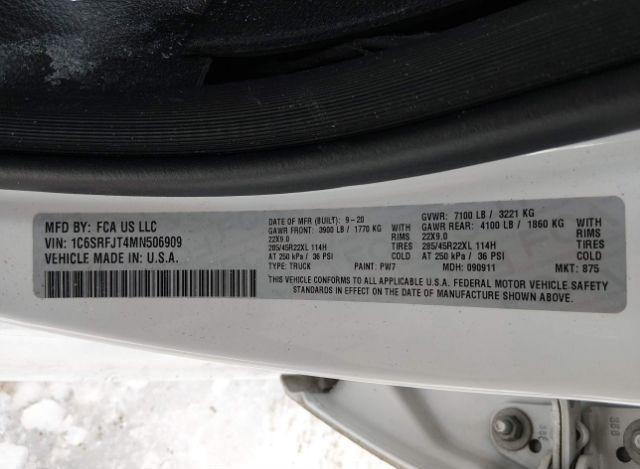 MFD BY: FCA US LLC
VIN: 1C6SRFJT4MN506909
VEHICLE MADE IN: U.S.A.
DATE OF MFR (BUILT): 9-20
GAWR FRONT: 3900 LB / 1770 KG
22X9.0 RIMS
285/45R22XL 114H TIRES
AT 250 kPa / 36 PSI COLD
TYPE: TRUCK PAINT: PW7
GVWR: 7100 LB / 3221 KG
GAWR REAR: 4100 LB / 1860 KG
22X9.0 RIMS
285/45R22XL 114H TIRES
AT 250 kPa / 36 PSI COLD
MDH: 090911 MKT: 875
THIS VEHICLE CONFORMS TO ALL APPLICABLE U.S.A. FEDERAL MOTOR VEHICLE SAFETY
STANDARDS IN EFFECT ON THE DATE OF MANUFACTURE SHOWN ABOVE.